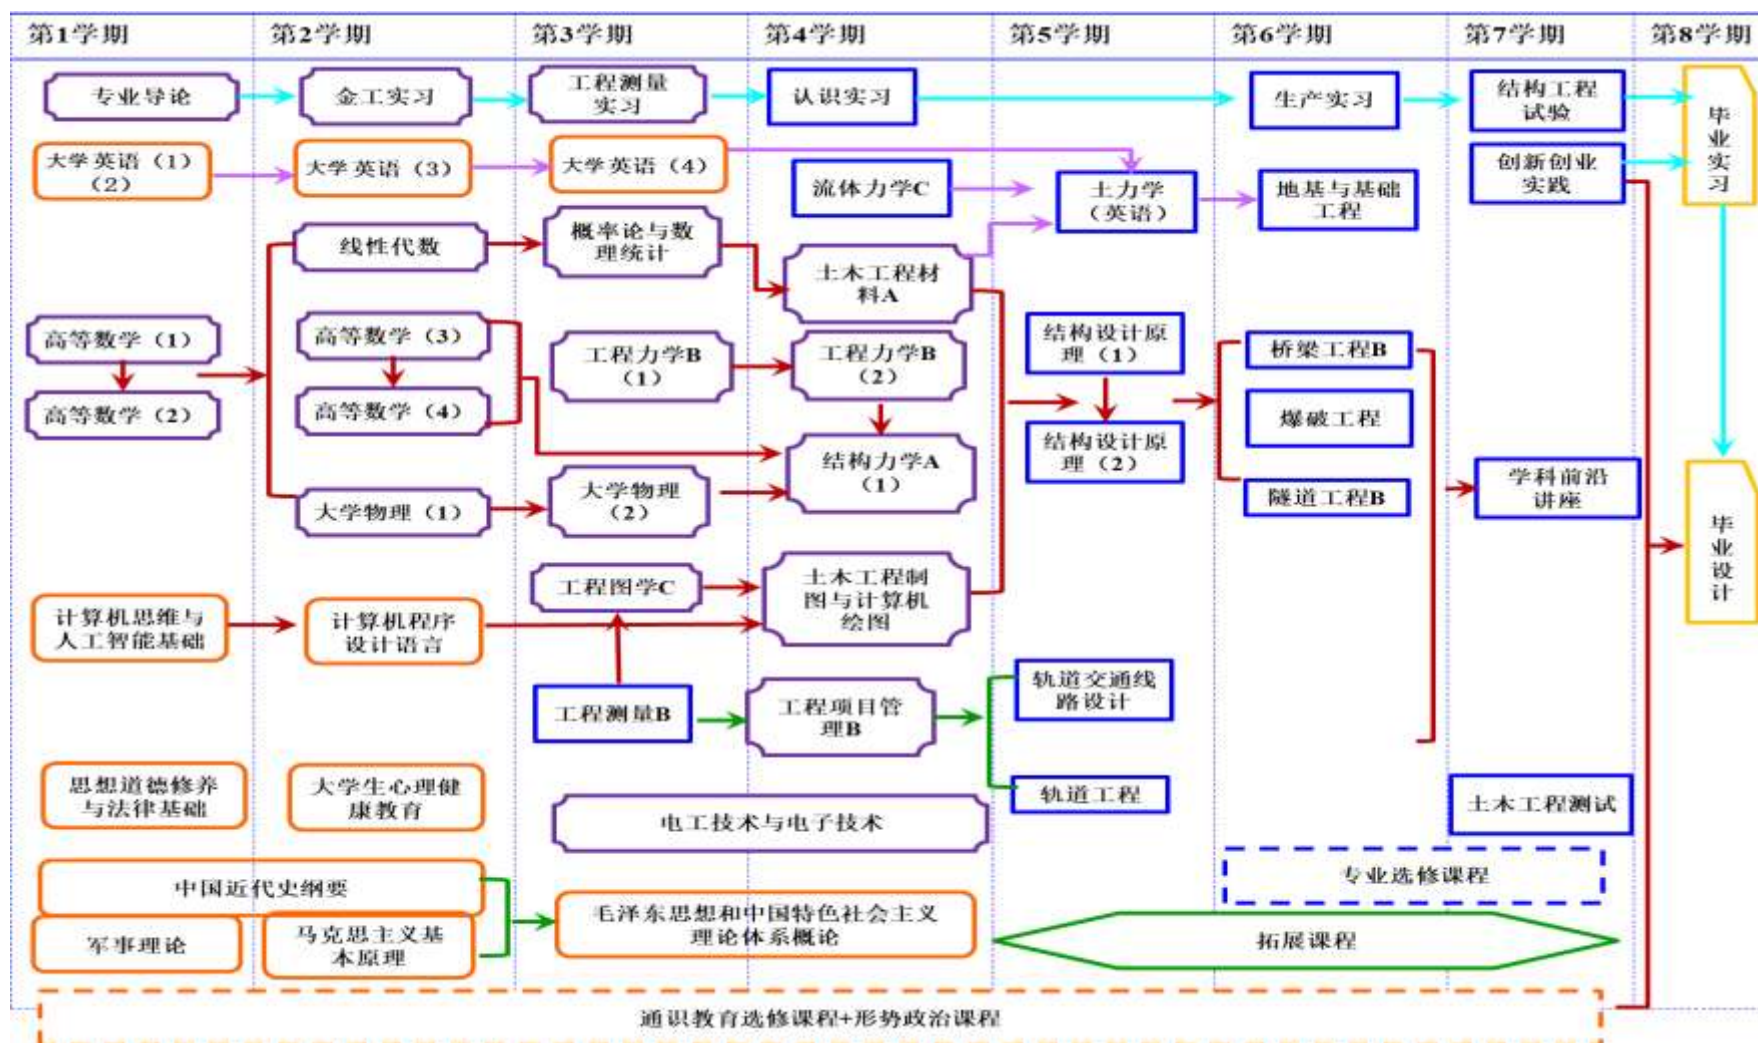 第1学期
第2学期
第3学期
第4学期
第5学期
第6学期
第7学期
第8学期
专业导论
金工实习
工程测量
实习
认识实习
生产实习
结构工程
试验
毕
业
实
习
大学英语（1）
（2）
大学英语（3）
大学英语（4）
流体力学C
土力学
（英语）
地基与基础
工程
创新创业
实践
线性代数
概率论与数
理统计
土木工程材
料A
高等数学（1）
高等数学（3）
工程力学B
（1）
工程力学B
（2）
结构设计原
理（1）
桥梁工程B
高等数学（2）
高等数学（4）
结构力学A
（1）
结构设计原
理（2）
爆破工程
大学物理（1）
大学物理
（2）
隧道工程B
学科前沿
讲座
毕
业
设
计
计算机思维与
人工智能基础
计算机程序
设计语言
工程图学C
土木工程制
图与计算机
绘图
工程测量B
工程项目管
理B
轨道交通线
路设计
思想道德修养
与法律基础
大学生心理健
康教育
电工技术与电子技术
轨道工程
土木工程测试
中国近代史纲要
专业选修课程
军事理论
马克思主义基
本原理
毛泽东思想和中国特色社会主义
理论体系概论
拓展课程
通识教育选修课程+形势政治课程